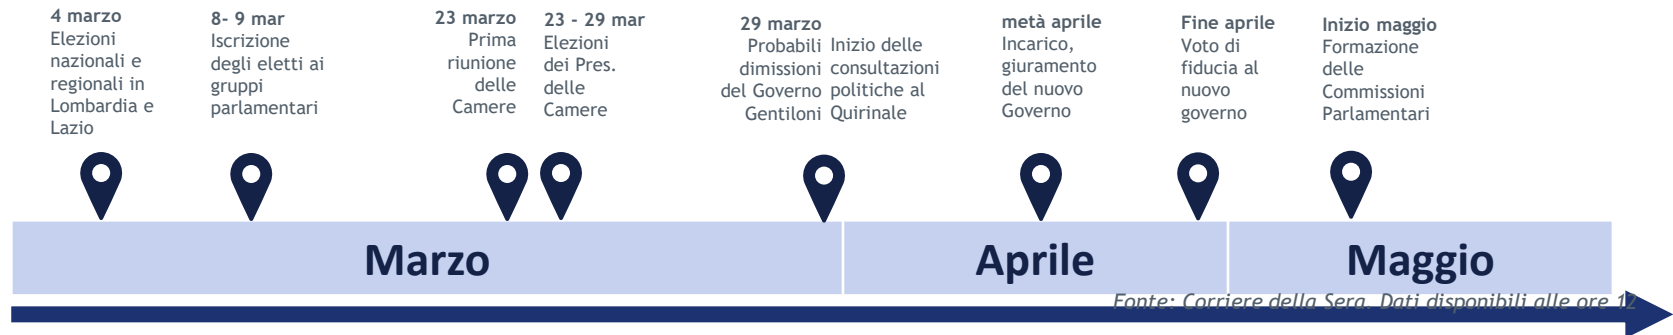 4 marzo
Elezioni
nazionali e
regionali in
Lombardia e
Lazio
8- 9 mar
Iscrizione
degli eletti ai
gruppi
parlamentari
23 marzo
Prima
riunione
delle
Camere
23 - 29 mar
Elezioni
dei Pres.
delle
Camere
29 marzo
Probabili
dimissioni
del Governo
Gentiloni
Inizio delle
consultazioni
politiche al
Quirinale
metà aprile
Incarico,
giuramento
del nuovo
Governo
Fine aprile
Voto di
fiducia al
nuovo
governo
Inizio maggio
Formazione
delle
Commissioni
Parlamentari
Marzo
Aprile
Maggio
Fonte: Corriere della Sera. Dati disponibili alle ore 12